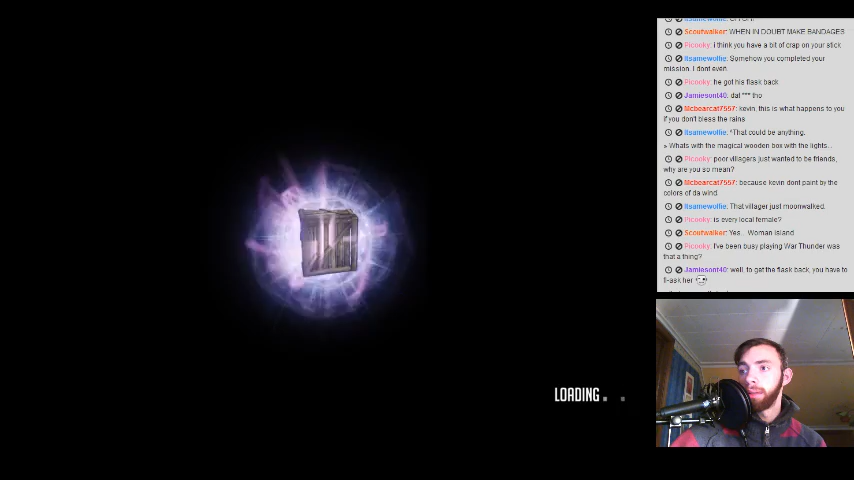 Scoutwalker: WHEN IN DOUBT MAKE BANDAGES
Picooky: i think you have a bit of crap on your stick
Itsamewolfie: Somehow you completed your
mission. I dont even.
Picooky: he got his flask back
Jamiesont40: dat *** tho
Mcbearcat7557: kevin, this is what happens to you
if you don't bless the rains
Itsamewolfie: ^That could be anything.
» Whats with the magical wooden box with the lights...
Picooky: poor villagers just wanted to be friends,
why are you so mean?
Mcbearcat7557: because kevin dont paint by the
colors of da wind
Itsamewolfie: That villager just moonwalked.
Picooky: is every local female?
Scoutwalker: Yes... Woman Island
Picooky: I've been busy playing War Thunder was
that a thing?
Jamiesont40: well, to get the flask back, you have to
fl-ask her
LOADING . .